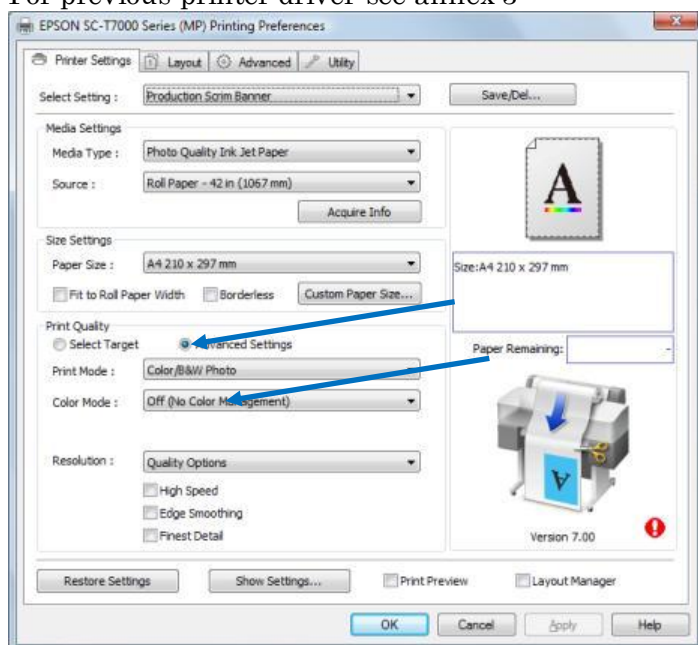 For previous printer driver see annex 3
EPSON SC-T7000 Series (MP) Printing Preferences
Printer Settings Layout Advanced Utility
Select Setting : Production Scrim Banner Save/Del...
Media Settings
Media Type : Photo Quality Ink Jet Paper
Source : Roll Paper - 42 in (1067 mm)
Acquire Info
A
Size Settings
Paper Size : A4 210 x 297 mm
Size:A4 210 x 297 mm
Fit to Roll Paper Width Borderless Custom Paper Size...
Print Quality
Select Target Advanced Settings
Paper Remaining: -
Print Mode : Color/B&W Photo
Color Mode : Off (No Color Management)
Resolution : Quality Options
A
High Speed
Edge Smoothing
Finest Detail
Version 7.00
Restore Settings Show Settings... Print Preview Layout Manager
OK Cancel Apply Help